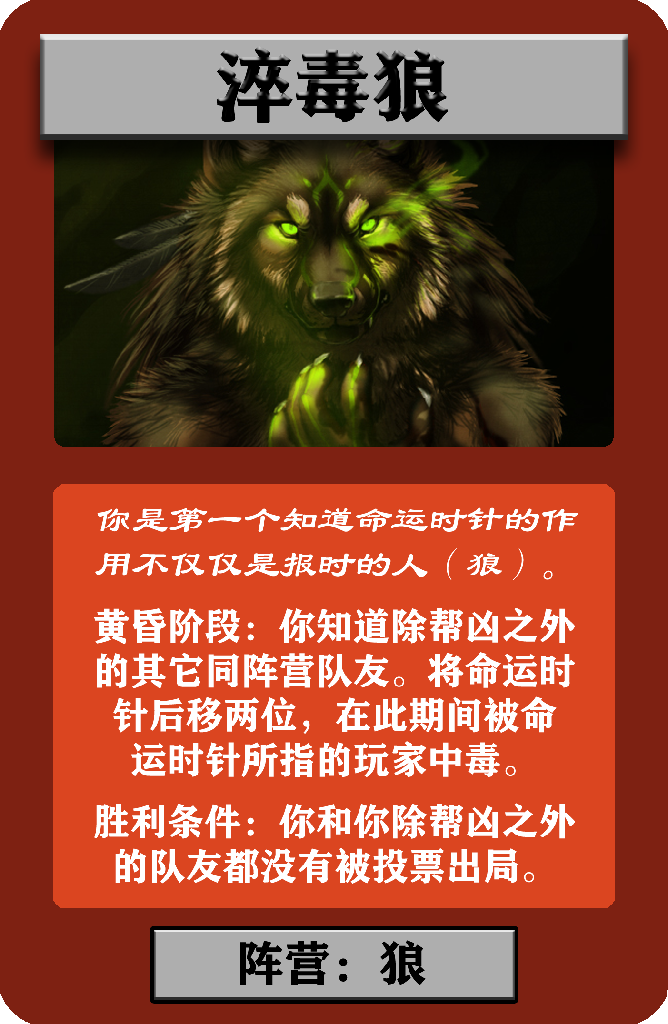 淬毒狼
你是第一个知道命运时针的作
用不仅仅是报时的人（狼）。
黄昏阶段：你知道除帮凶之外
的其它同阵营队友。将命运时
针后移两位，在此期间被命
运时针所指的玩家中毒。
胜利条件：你和你除帮凶之外
的队友都没有被投票出局。
阵营：狼